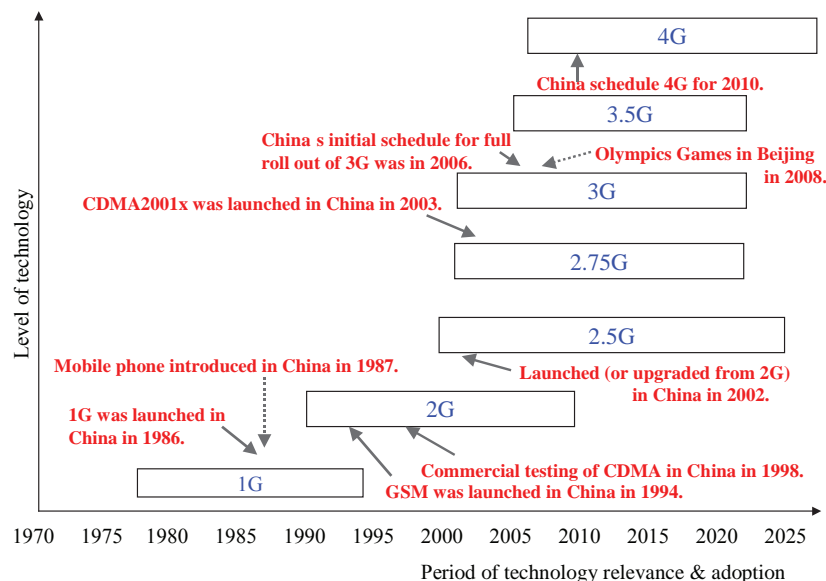 4G
China schedule 4G for 2010.
3.5G
China s initial schedule for full
roll out of 3G was in 2006.
Olympics Games in Beijing
in 2008.
3G
CDMA2001x was launched in China in 2003.
2.75G
2.5G
Mobile phone introduced in China in 1987.
Launched (or upgraded from 2G)
in China in 2002.
2G
1G was launched in
China in 1986.
Commercial testing of CDMA in China in 1998.
GSM was launched in China in 1994.
1G
Level of technology
1970 1975 1980 1985 1990 1995 2000 2005 2010 2015 2020 2025
Period of technology relevance & adoption